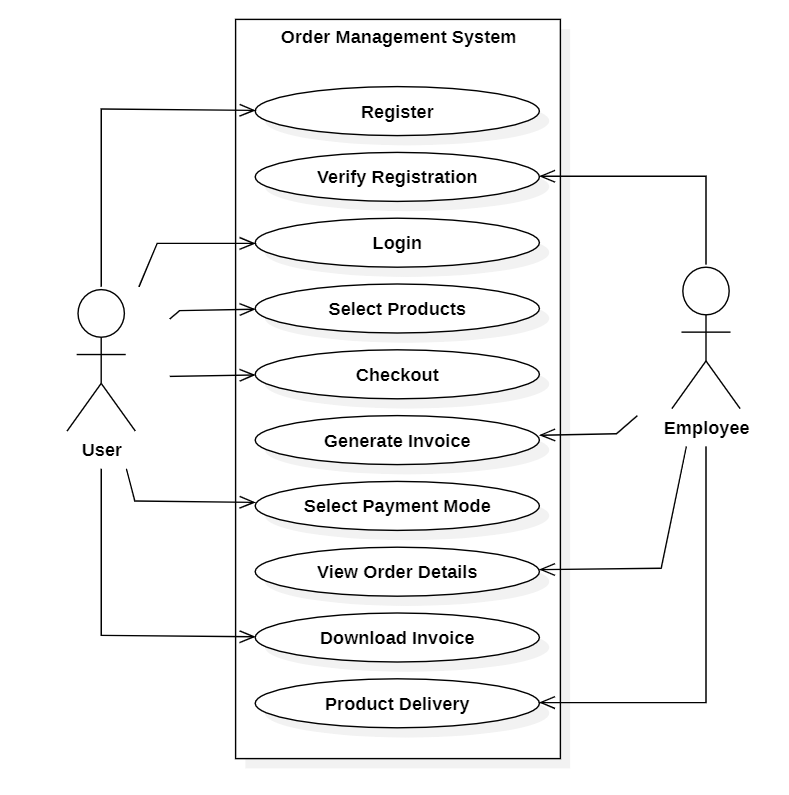 Order Management System
Register
Verify Registration
Login
Select Products
Checkout
Generate Invoice
Employee
User
Select Payment Mode
View Order Details
Download Invoice
Product Delivery